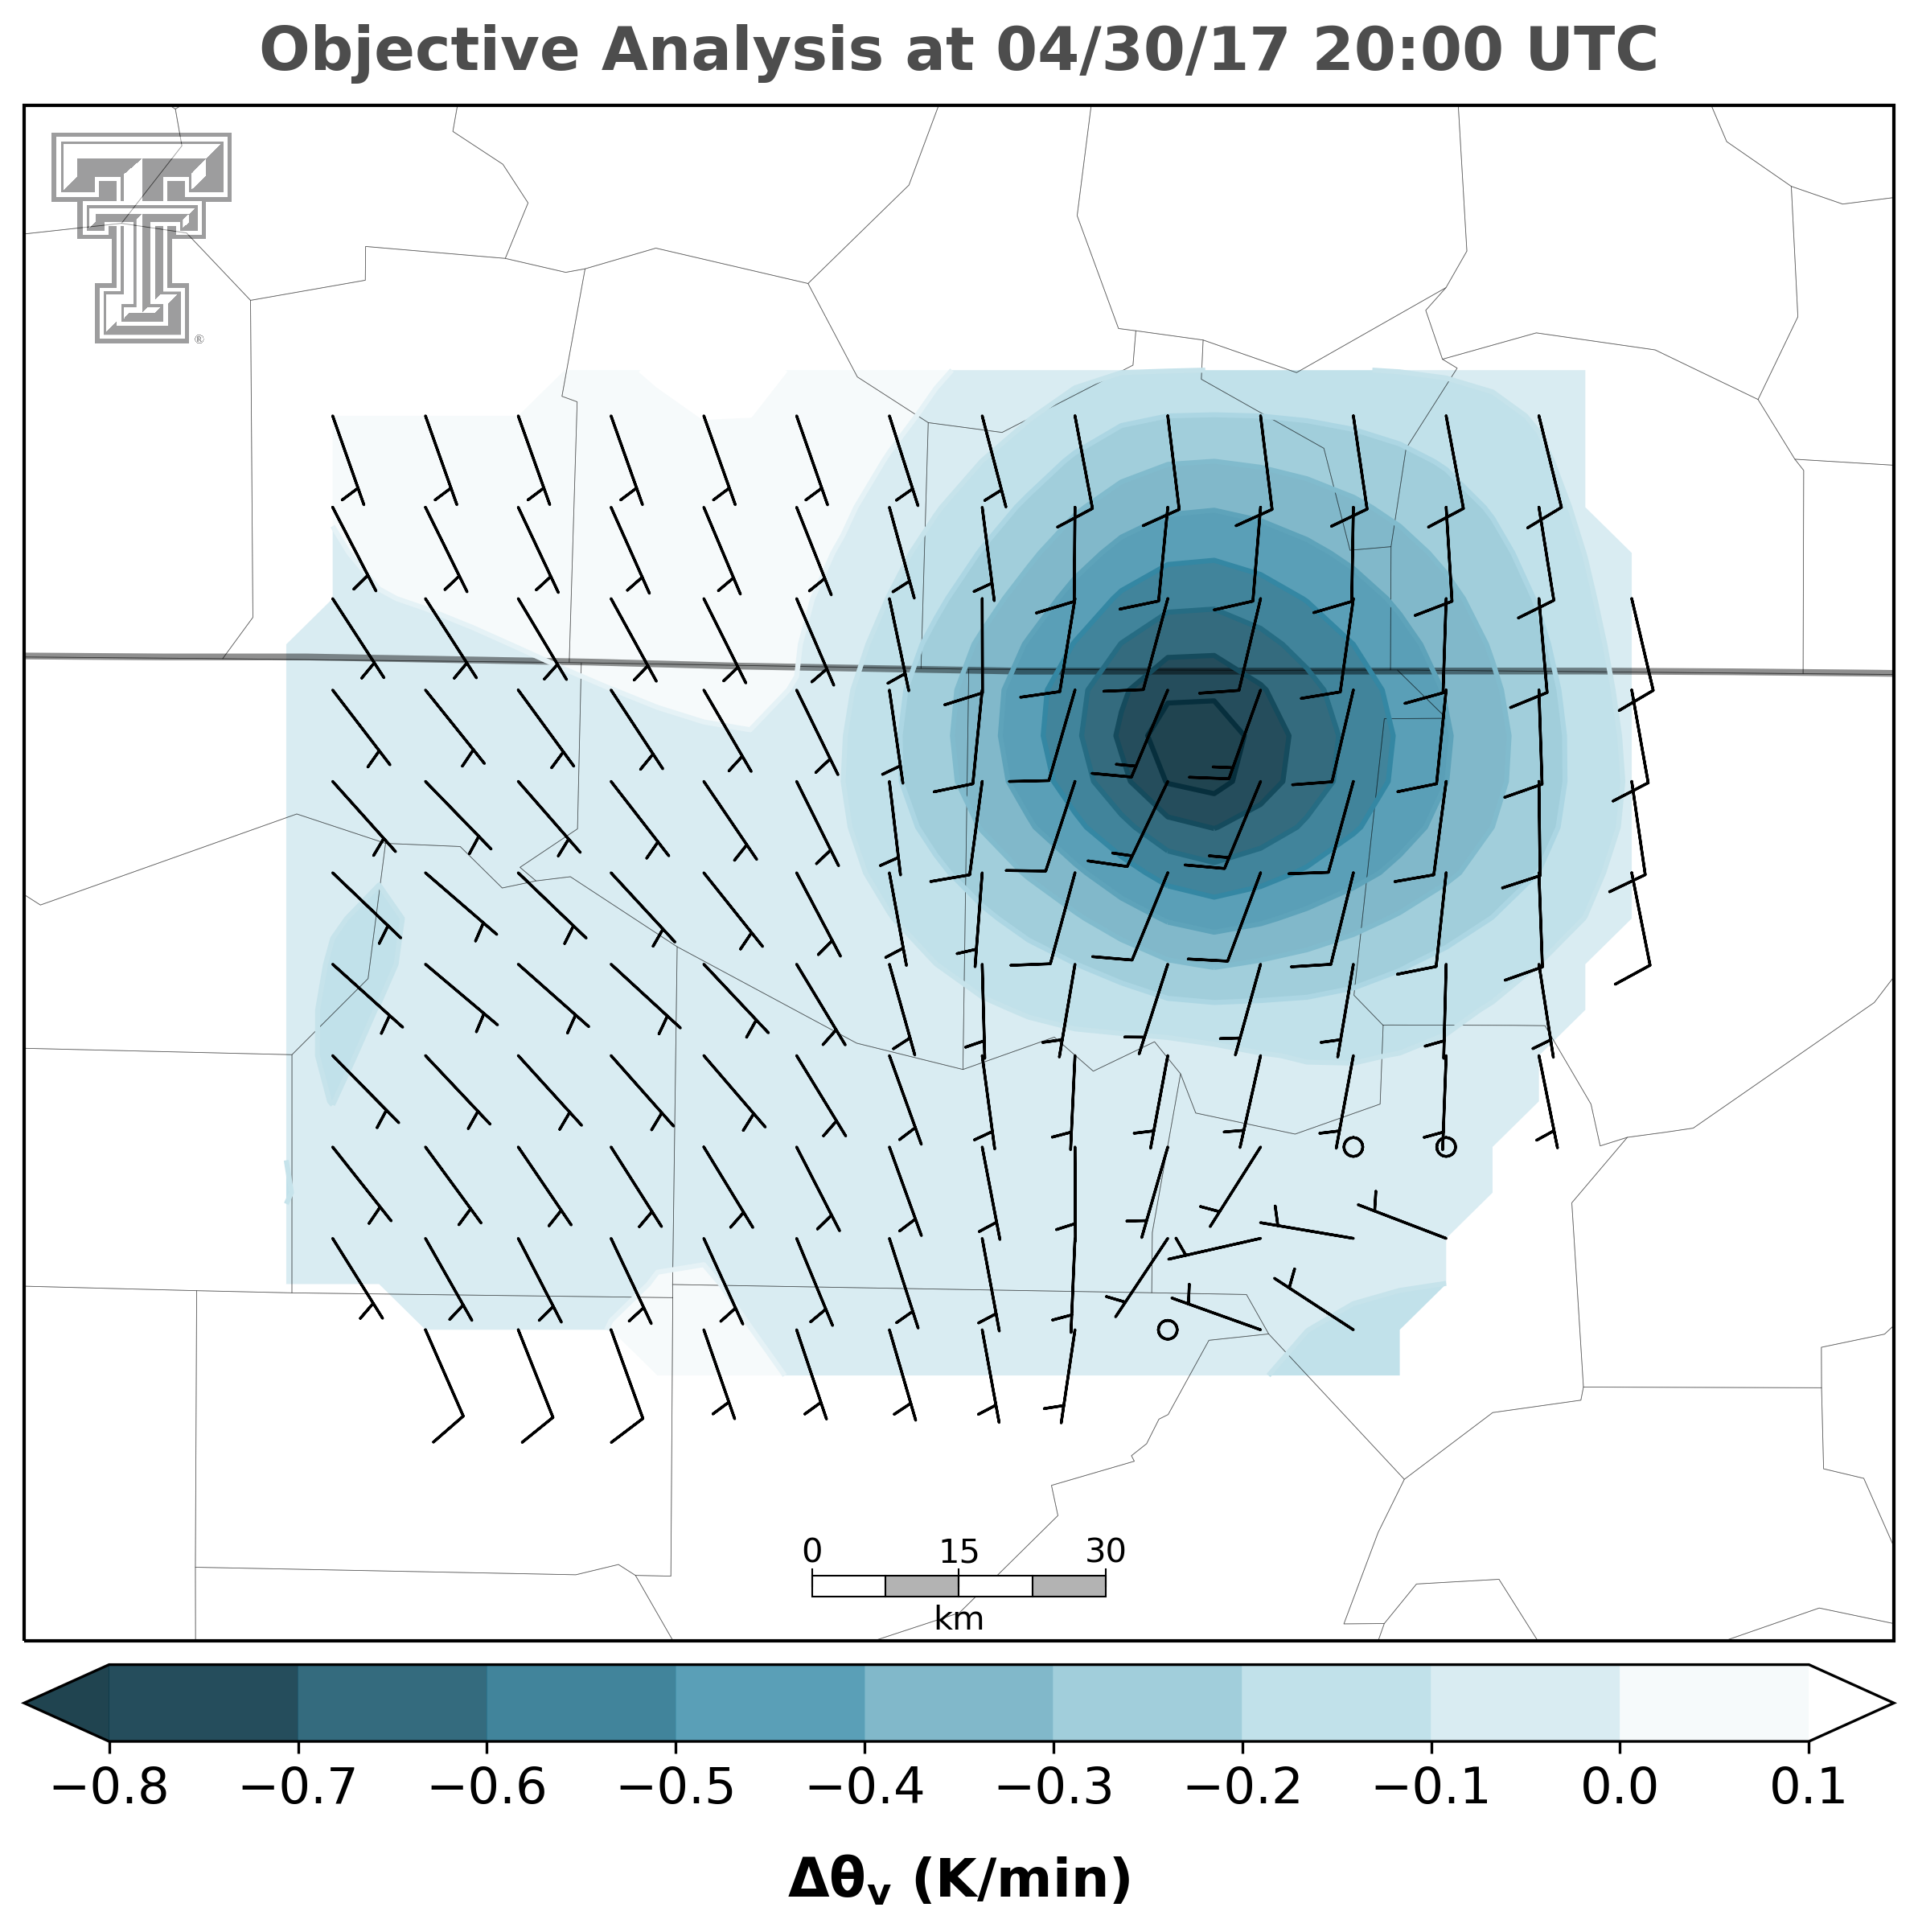 Objective Analysis at 04/30/17 20:00 UTC
®
0 15 30
km
−0.8 −0.7 −0.6 −0.5 −0.4 −0.3 −0.2 −0.1 0.0 0.1
Δθv (K/min)